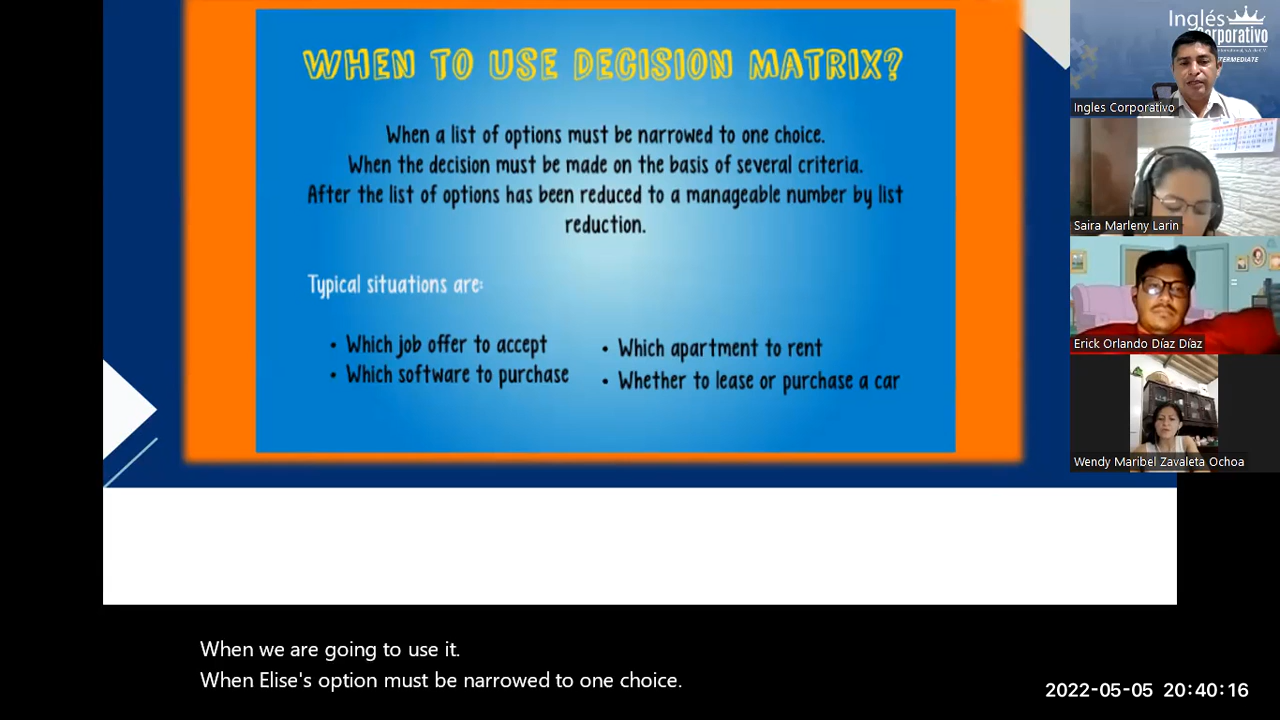 WHEN TO USE DECISION MATRIX?
When a list of options must be narrowed to one choice.
When the decision must be made on the basis of several criteria.
After the list of options has been reduced to a manageable number by list
reduction.
Typical situations are:
• Which job offer to accept
• Which software to purchase
• Which apartment to rent
• Whether to lease or purchase a car
Inglés
Corporativo
Ingles Corporativo
Saira Marleny Larin
Erick Orlando Díaz Díaz
Wendy Maribel Zavaleta Ochoa
When we are going to use it.
When Elise's option must be narrowed to one choice.
2022-05-05 20:40:16